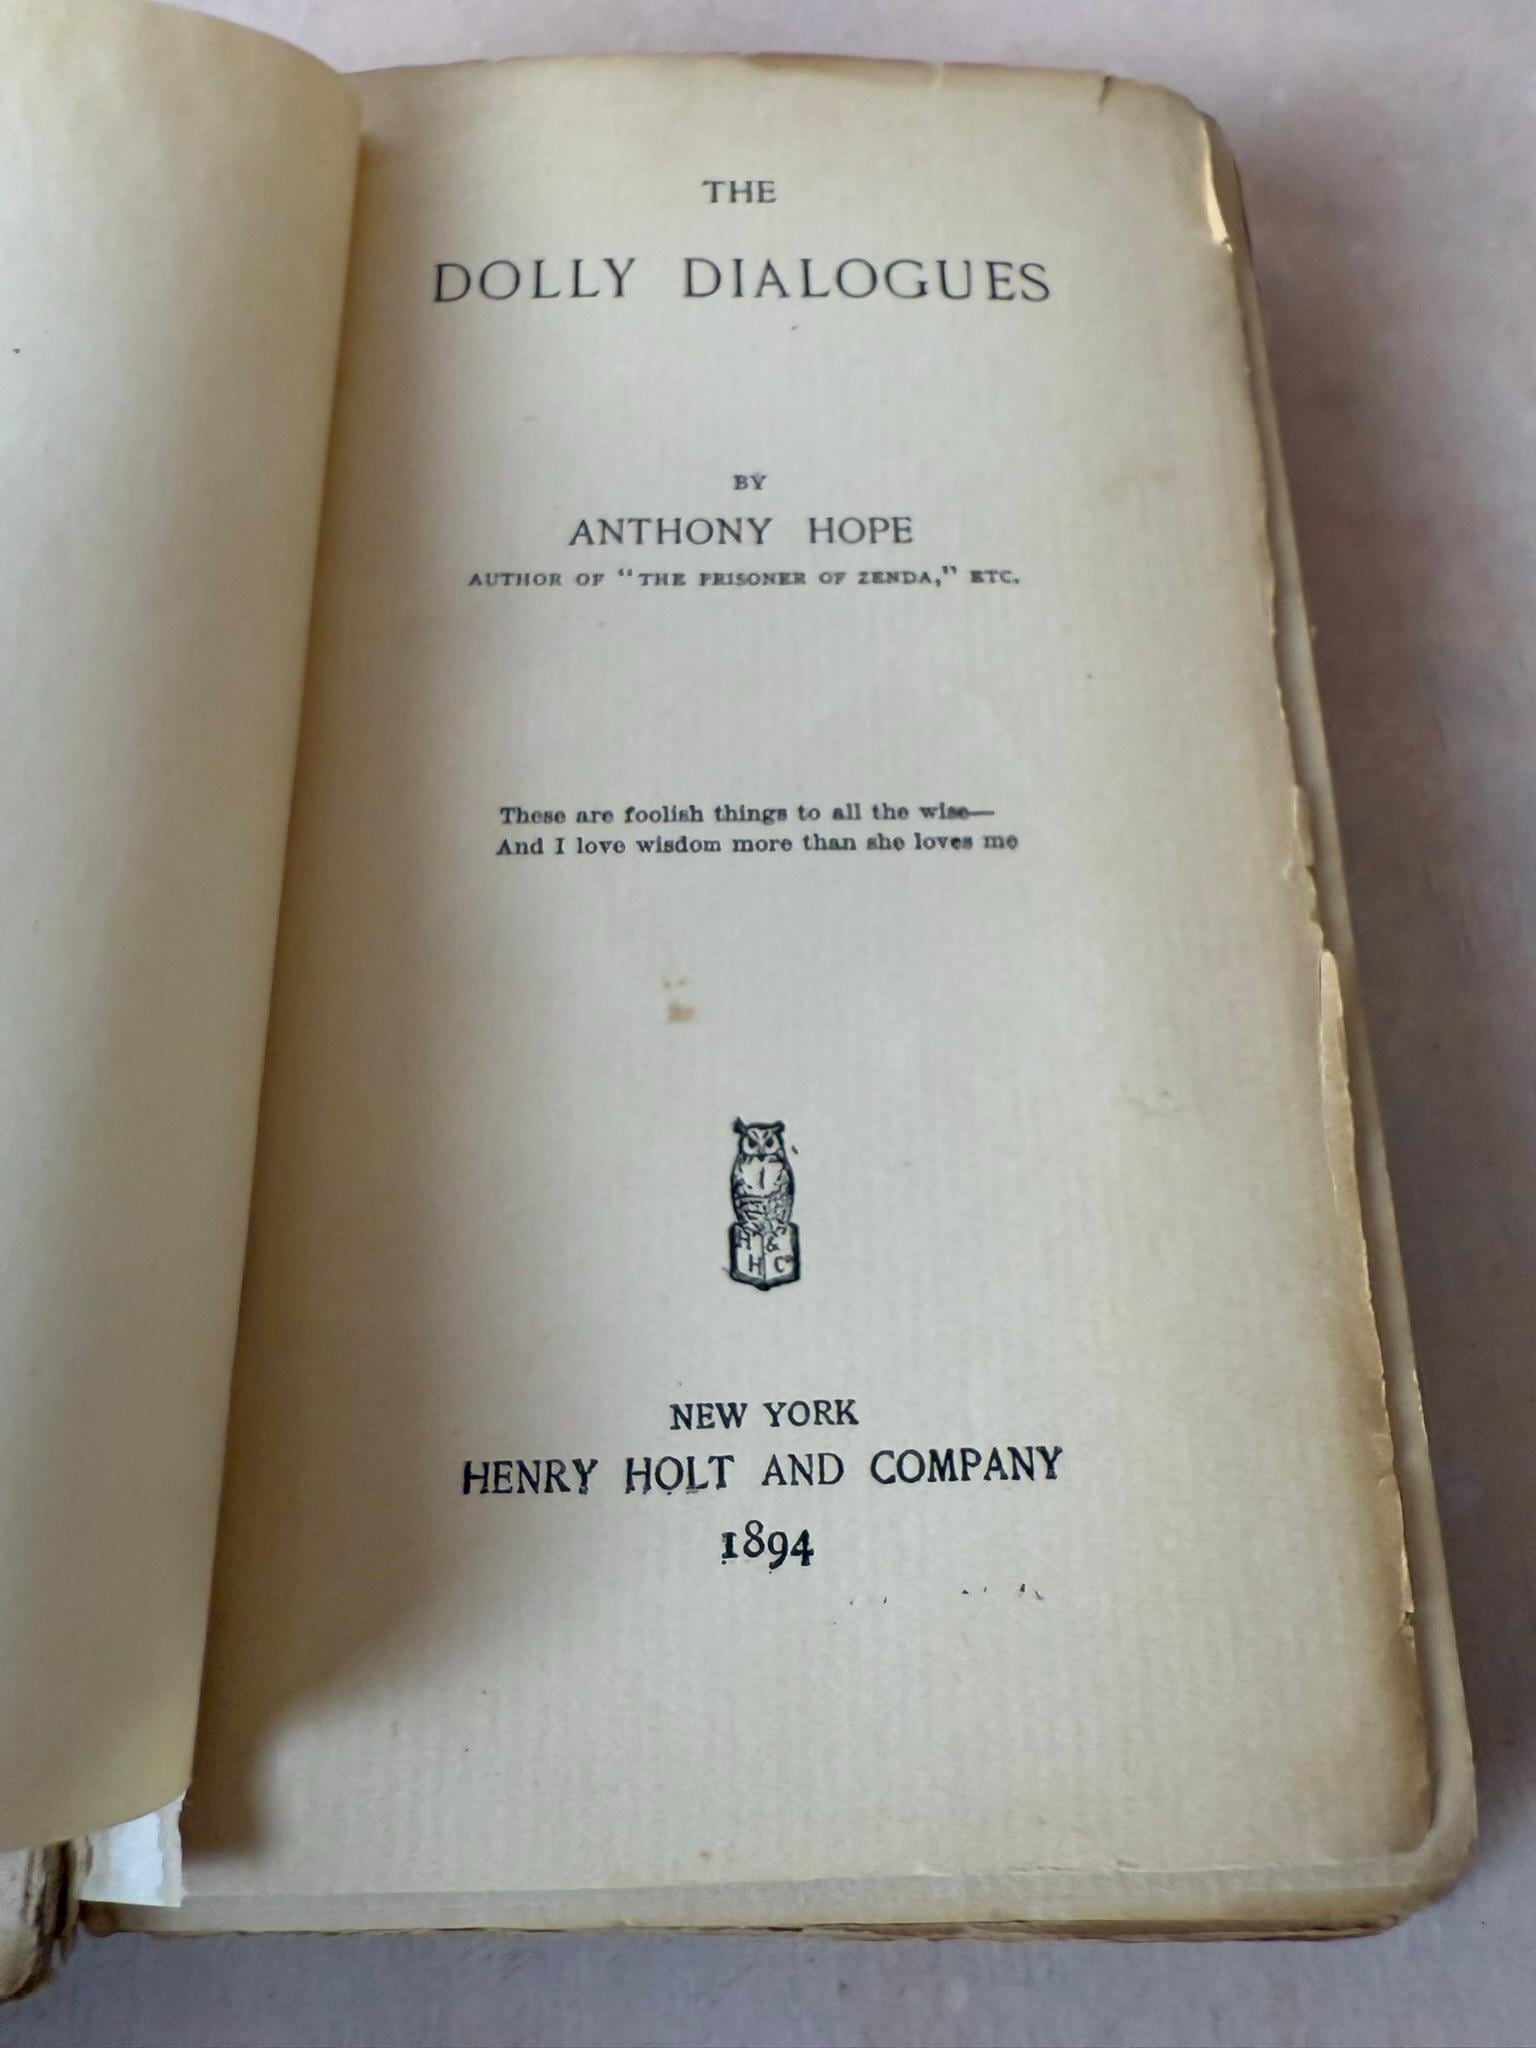 THE
DOLLY DIALOGUES
BY
ANTHONY HOPE
AUTHOR OF "THE PRISONER OF ZENDA," ETC.
These are foolish things to all the wise—
And I love wisdom more than she loves me
H &
H C
NEW YORK
HENRY HOLT AND COMPANY
1894